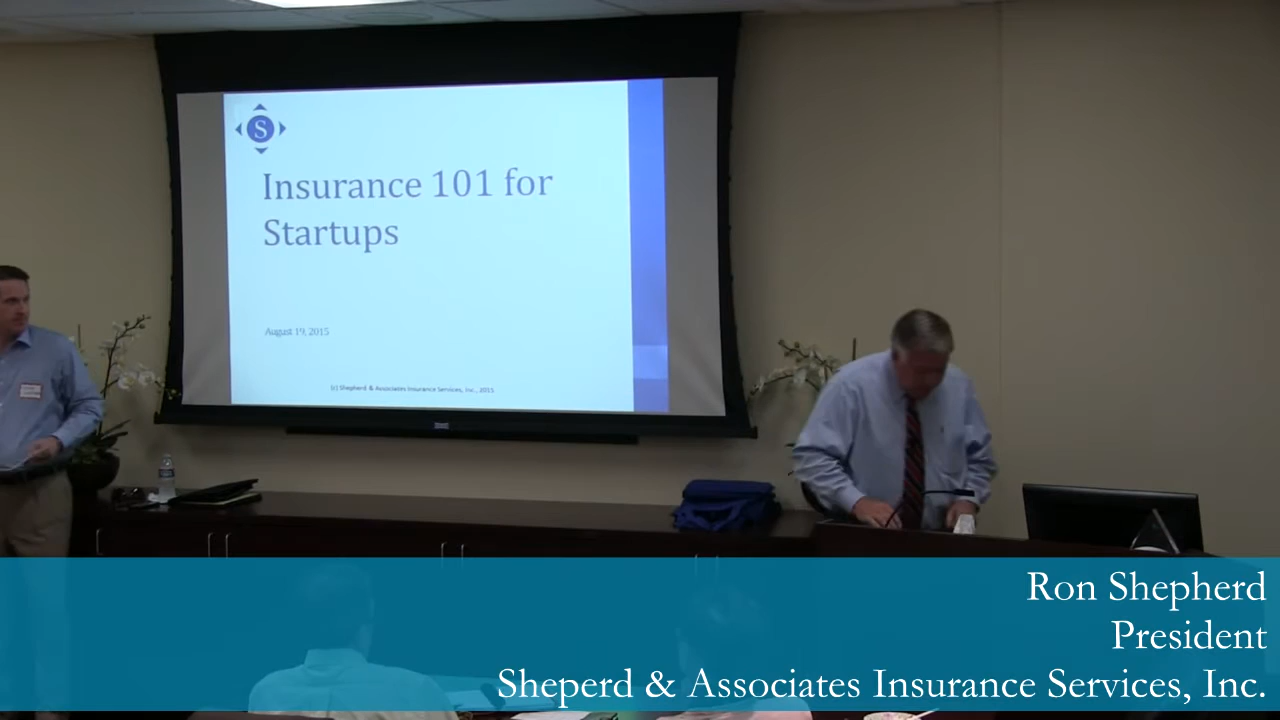 S
Insurance 101 for
Startups
August 19, 2015
(c) Shepherd & Associates Insurance Services, Inc., 2015
Ron Shepherd
President
Sheperd & Associates Insurance Services, Inc.